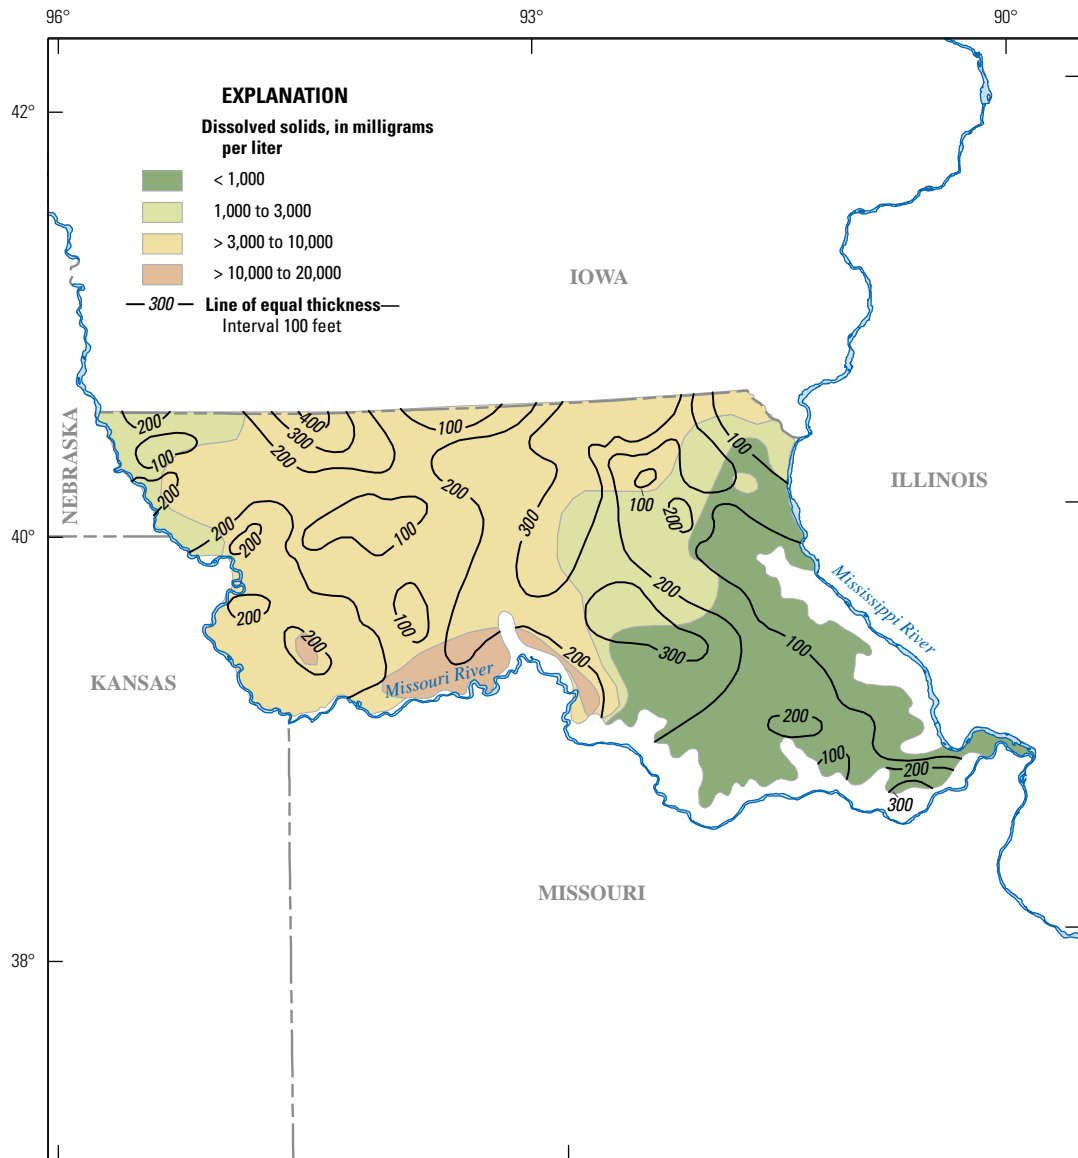 96°
93°
90°
42°
EXPLANATION
Dissolved solids, in milligrams
per liter
< 1,000
1,000 to 3,000
> 3,000 to 10,000
> 10,000 to 20,000
300 Line of equal thickness—
Interval 100 feet
IOWA
NEBRASKA
ILLINOIS
200
400
300
100
100
200
100
200
200
100
200
300
100
200
40°
200
200
100
Mississippi River
200
200
100
100
200
200
300
KANSAS
Missouri River
200
100
200
300
MISSOURI
38°